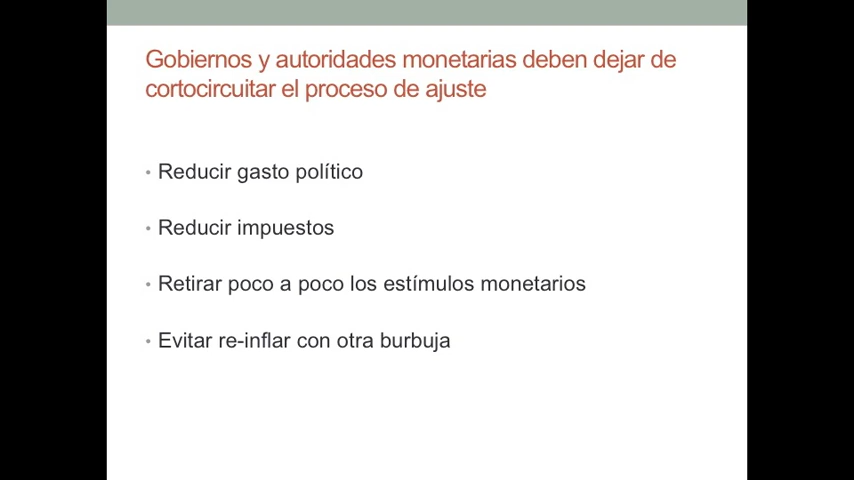 Gobiernos y autoridades monetarias deben dejar de
cortocircuitar el proceso de ajuste
• Reducir gasto político
• Reducir impuestos
• Retirar poco a poco los estímulos monetarios
• Evitar re-inflar con otra burbuja